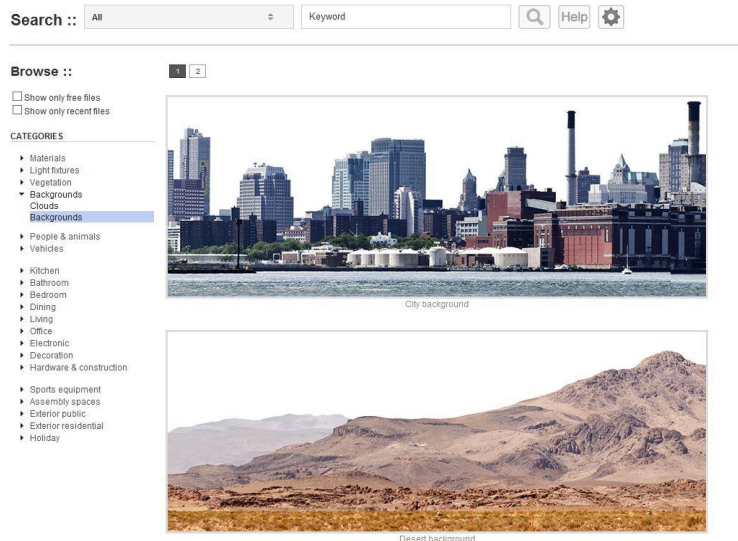 Search ::
All
Keyword
Help
Browse ::
1 2
Show only free files
Show only recent files
CATEGORIES
Materials
Light fixtures
Vegetation
Backgrounds
Clouds
Backgrounds
People & animals
Vehicles
Kitchen
Bathroom
Bedroom
Dining
Living
Office
Electronic
Decoration
Hardware & construction
Sports equipment
Assembly spaces
Exterior public
Exterior residential
Holiday
City background
Desert background